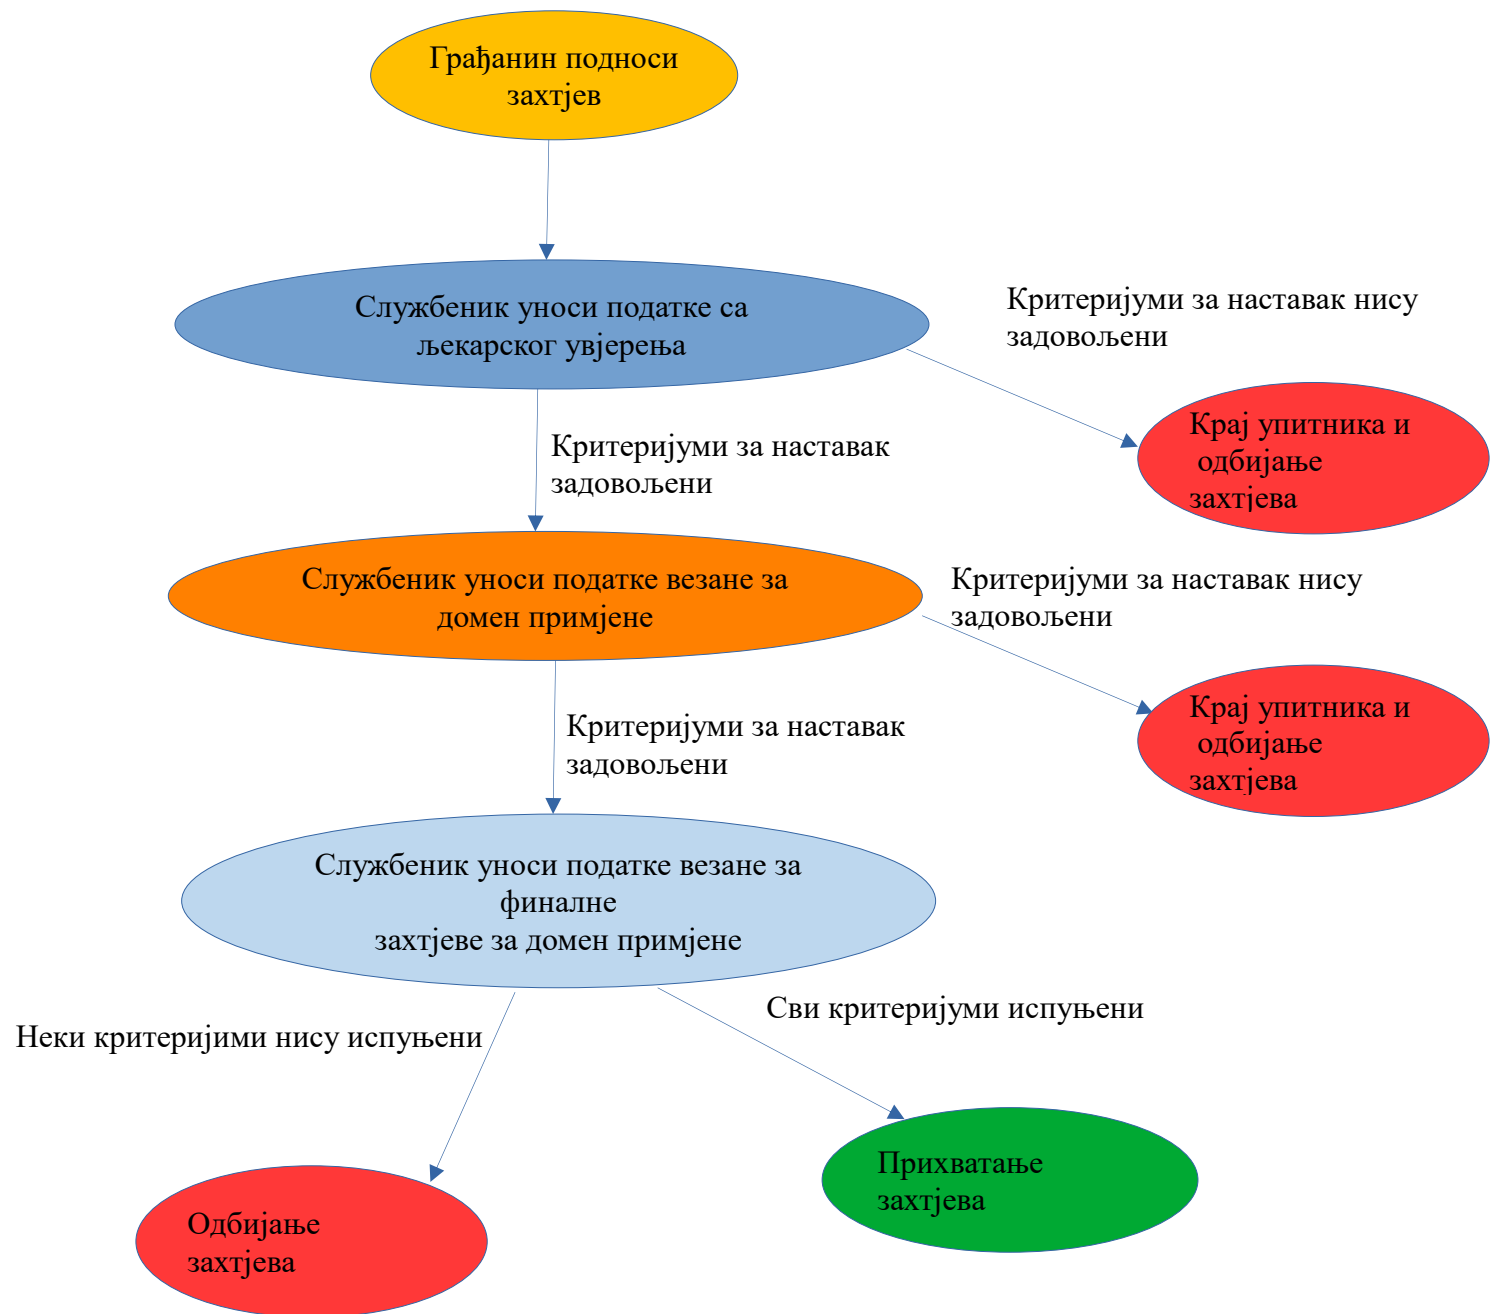 Грађанин подноси
захтјев
Службеник уноси податке са
љекарског увјерења
Критеријуми за наставак нису
задовољени
Крај упитника и
одбијање
захтјева
Критеријуми за наставак
задовољени
Службеник уноси податке везане за
домен примјене
Критеријуми за наставак нису
задовољени
Крај упитника и
одбијање
захтјева
Критеријуми за наставак
задовољени
Службеник уноси податке везане за
финалне
захтјеве за домен примјене
Неки критеријими нису испуњени
Сви критеријуми испуњени
Прихватање
захтјева
Одбијање
захтјева